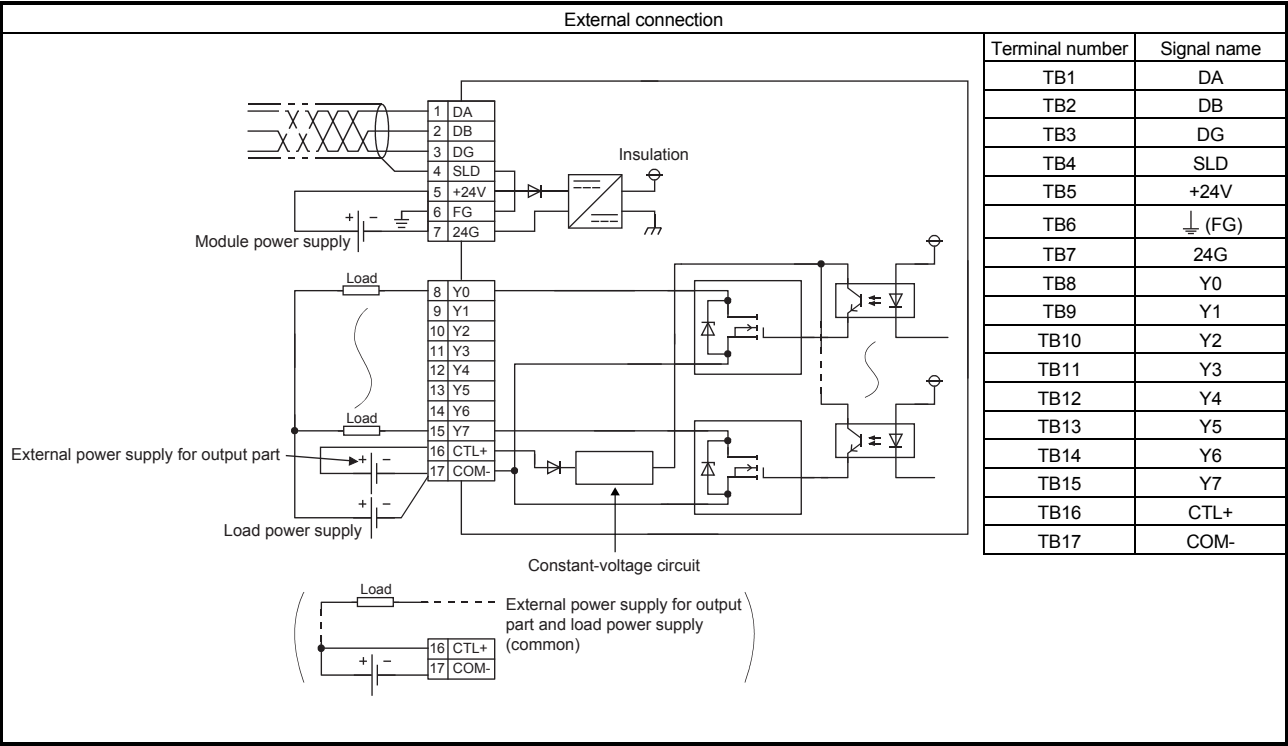 External connection
Terminal number Signal name
TB1 DA
TB2 DB
TB3 DG
TB4 SLD
TB5 +24V
TB6 (FG)
TB7 24G
TB8 Y0
TB9 Y1
TB10 Y2
TB11 Y3
TB12 Y4
TB13 Y5
TB14 Y6
TB15 Y7
TB16 CTL+
TB17 COM-
1 DA
2 DB
3 DG
4 SLD
5 +24V
6 FG
7 24G
Insulation
+ −
Module power supply
Load
8 Y0
9 Y1
10 Y2
11 Y3
12 Y4
13 Y5
14 Y6
15 Y7
16 CTL+
17 COM-
Load
External power supply for output part
+ −
+ −
Load power supply
Constant-voltage circuit
Load
External power supply for output
part and load power supply
(common)
16 CTL+
17 COM-
+ −